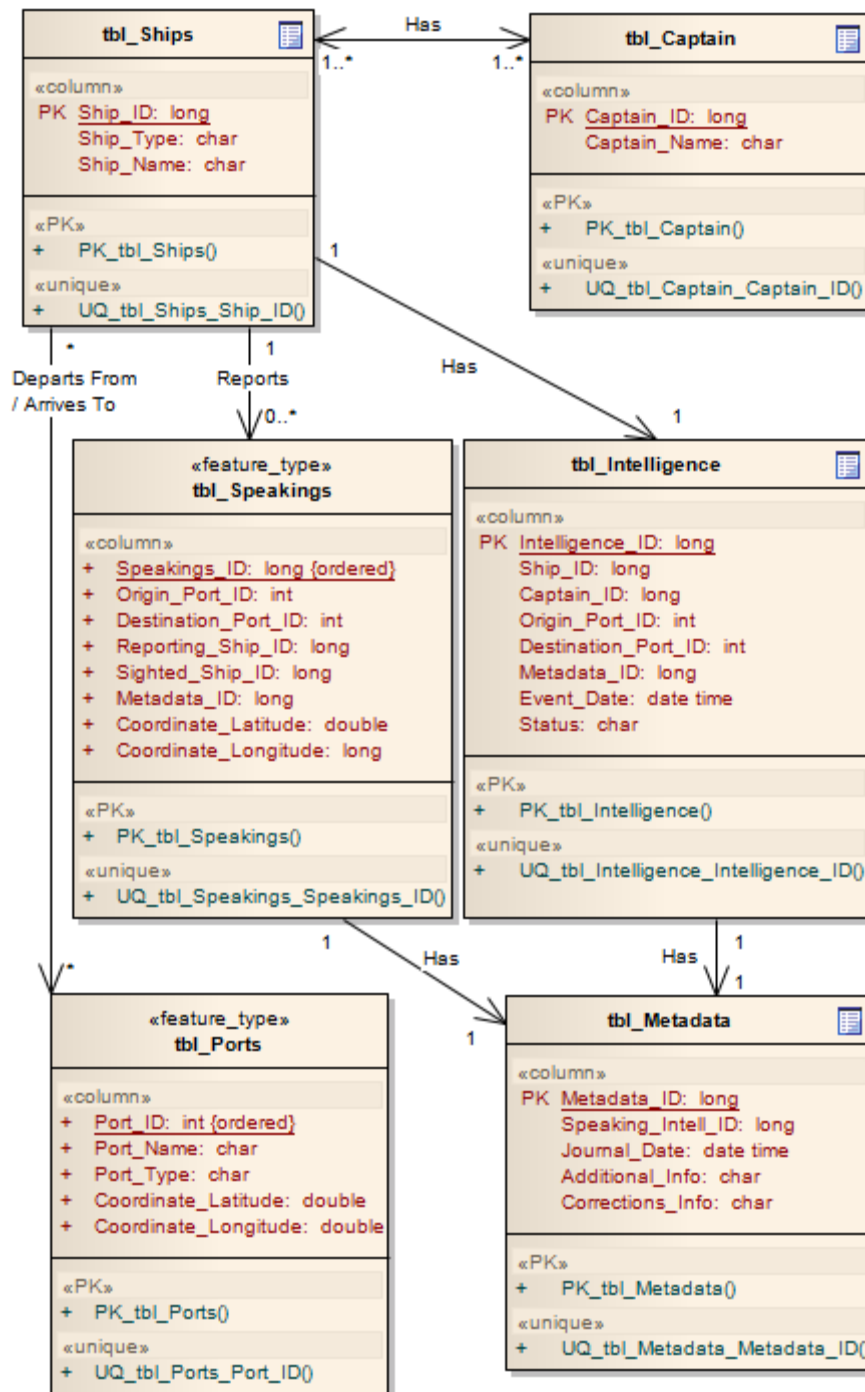 tbl_Ships
«column»
PK Ship_ID: long
Ship_Type: char
Ship_Name: char
«PK»
+ PK_tbl_Ships()
«unique»
+ UQ_tbl_Ships_Ship_ID()
Has
1..*
1..*
tbl_Captain
«column»
PK Captain_ID: long
Captain_Name: char
«PK»
+ PK_tbl_Captain()
«unique»
+ UQ_tbl_Captain_Captain_ID()
*
Departs From
/ Arrives To
*
1
Reports
0..*
1
Has
1
«feature_type»
tbl_Speakings
«column»
+ Speakings_ID: long {ordered}
+ Origin_Port_ID: int
+ Destination_Port_ID: int
+ Reporting_Ship_ID: long
+ Sighted_Ship_ID: long
+ Metadata_ID: long
+ Coordinate_Latitude: double
+ Coordinate_Longitude: long
«PK»
+ PK_tbl_Speakings()
«unique»
+ UQ_tbl_Speakings_Speakings_ID()
tbl_Intelligence
«column»
PK Intelligence_ID: long
Ship_ID: long
Captain_ID: long
Origin_Port_ID: int
Destination_Port_ID: int
Metadata_ID: long
Event_Date: date time
Status: char
«PK»
+ PK_tbl_Intelligence()
«unique»
+ UQ_tbl_Intelligence_Intelligence_ID()
1
Has
1
1
Has
1
«feature_type»
tbl_Ports
«column»
+ Port_ID: int {ordered}
+ Port_Name: char
+ Port_Type: char
+ Coordinate_Latitude: double
+ Coordinate_Longitude: double
«PK»
+ PK_tbl_Ports()
«unique»
+ UQ_tbl_Ports_Port_ID()
tbl_Metadata
«column»
PK Metadata_ID: long
Speaking_Intell_ID: long
Journal_Date: date time
Additional_Info: char
Corrections_Info: char
«PK»
+ PK_tbl_Metadata()
«unique»
+ UQ_tbl_Metadata_Metadata_ID(